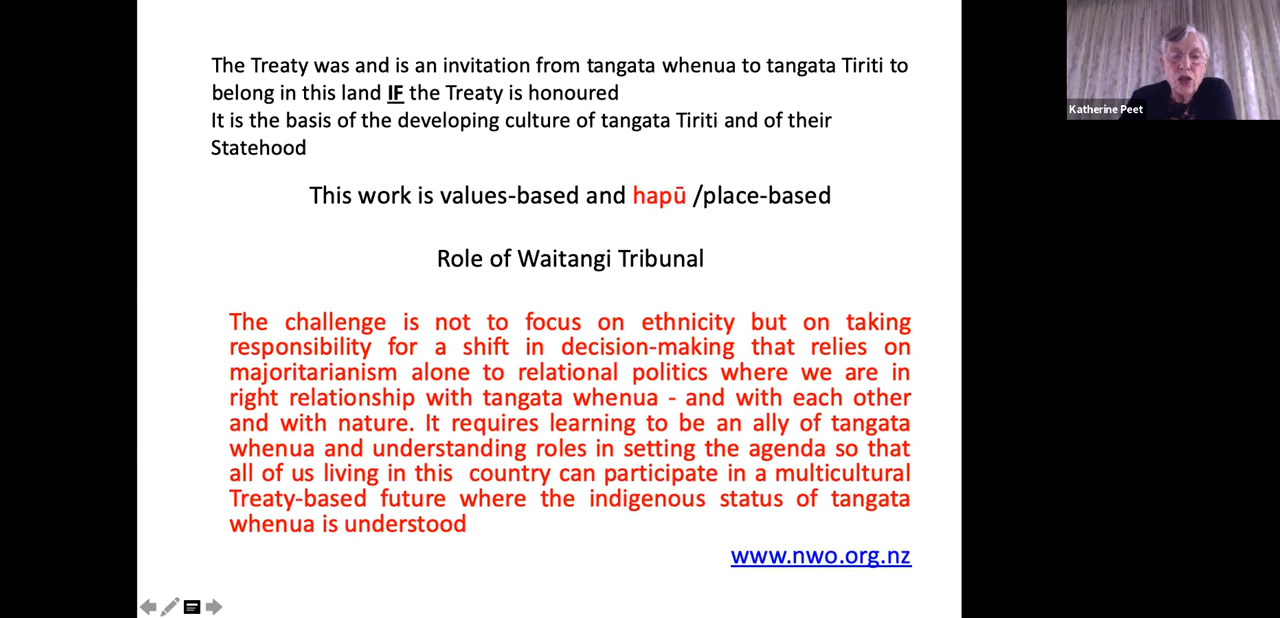 The Treaty was and is an invitation from tangata whenua to tangata Tiriti to
belong in this land IF the Treaty is honoured
It is the basis of the developing culture of tangata Tiriti and of their
Statehood
This work is values-based and hapū /place-based
Role of Waitangi Tribunal
The challenge is not to focus on ethnicity but on taking
responsibility for a shift in decision-making that relies on
majoritarianism alone to relational politics where we are in
right relationship with tangata whenua - and with each other
and with nature. It requires learning to be an ally of tangata
whenua and understanding roles in setting the agenda so that
all of us living in this country can participate in a multicultural
Treaty-based future where the indigenous status of tangata
whenua is understood
www.nwo.org.nz
Katherine Peet